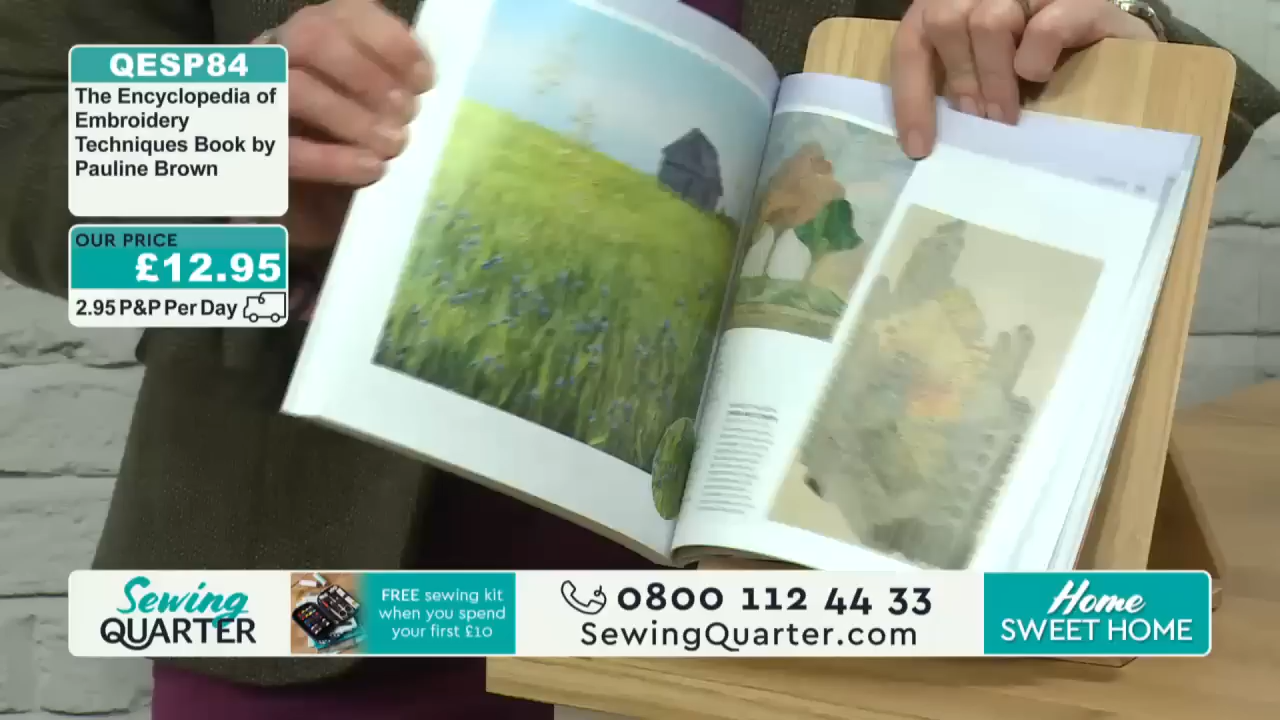 QESP84
The Encyclopedia of
Embroidery
Techniques Book by
Pauline Brown
OUR PRICE
£12.95
2.95 P&P Per Day
Sewing
QUARTER
FREE sewing kit
when you spend
your first £10
0800 112 44 33
SewingQuarter.com
Home
SWEET HOME